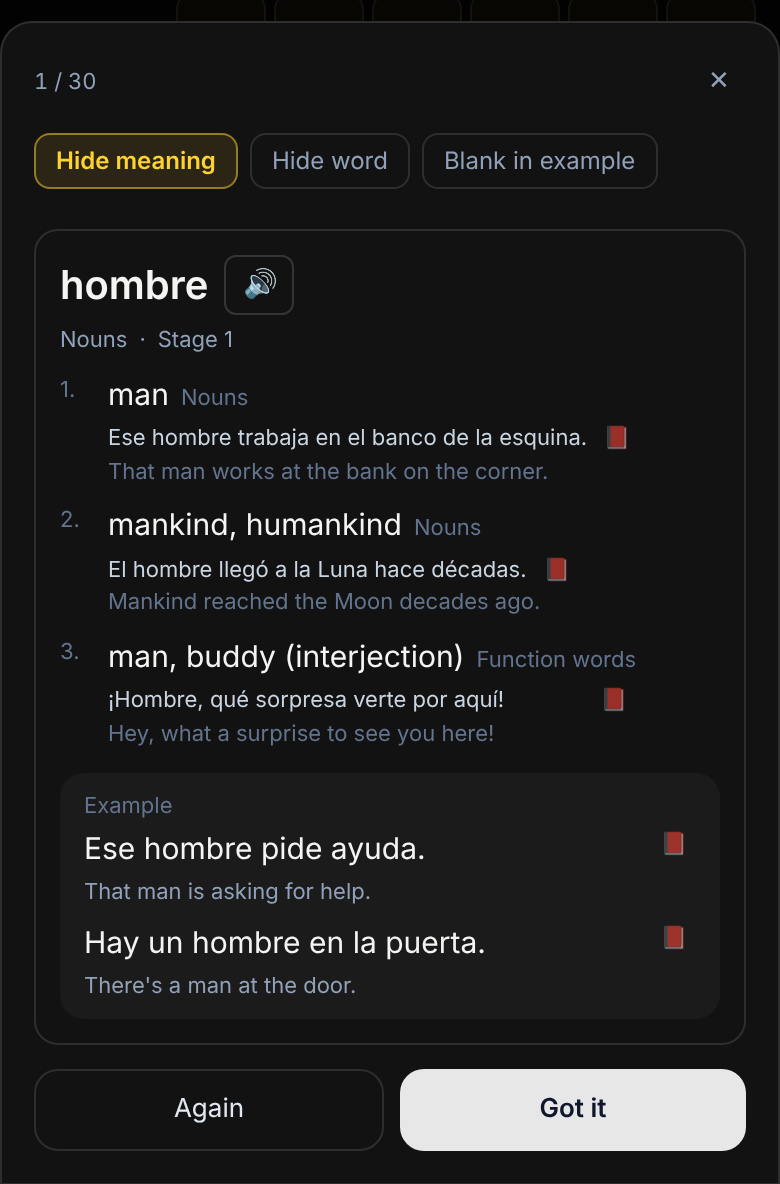 1 / 30 ✕
Hide meaning Hide word Blank in example
hombre
Nouns · Stage 1
1. man Nouns
Ese hombre trabaja en el banco de la esquina.
That man works at the bank on the corner.
2. mankind, humankind Nouns
El hombre llegó a la Luna hace décadas.
Mankind reached the Moon decades ago.
3. man, buddy (interjection) Function words
¡Hombre, qué sorpresa verte por aquí!
Hey, what a surprise to see you here!
Example
Ese hombre pide ayuda.
That man is asking for help.
Hay un hombre en la puerta.
There's a man at the door.
Again Got it